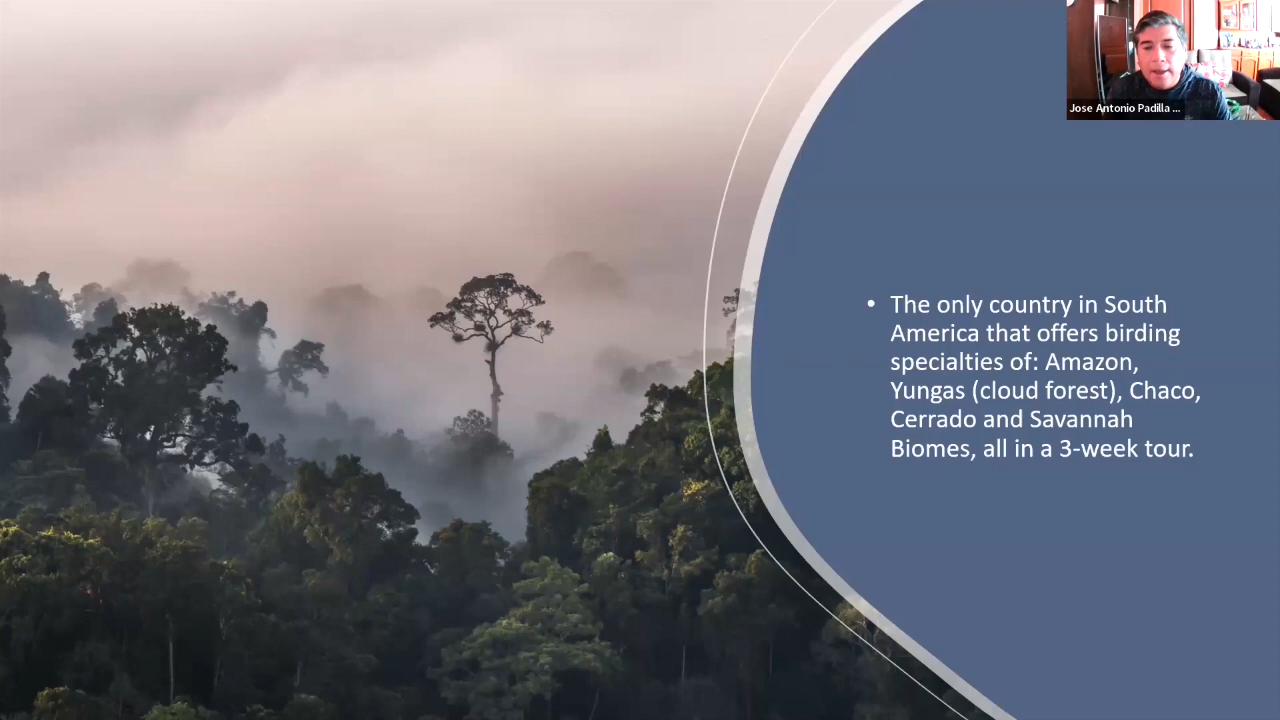 Jose Antonio Padilla ...
• The only country in South
America that offers birding
specialties of: Amazon,
Yungas (cloud forest), Chaco,
Cerrado and Savannah
Biomes, all in a 3-week tour.